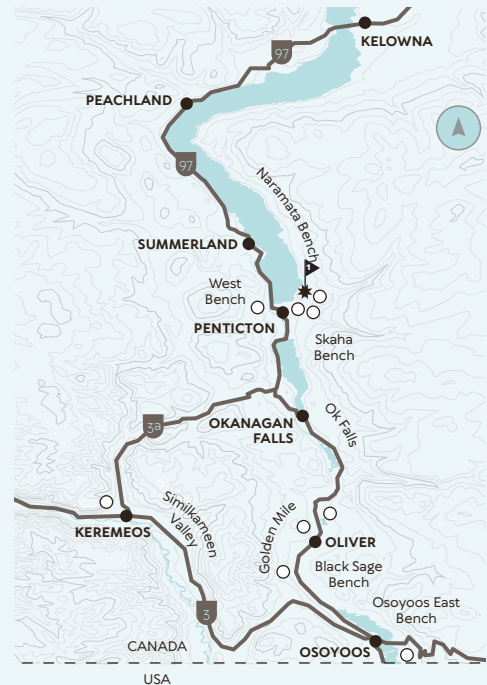 KELOWNA
97
PEACHLAND
97
Naramata Bench
SUMMERLAND
1
West
Bench
PENTICTON
Skaha
Bench
OKANAGAN
FALLS
Ok Falls
3a
Similkameen
Valley
KEREMEOS
Golden Mile
OLIVER
Black Sage
Bench
Osoyoos East
Bench
3
CANADA
OSOYOOS
USA